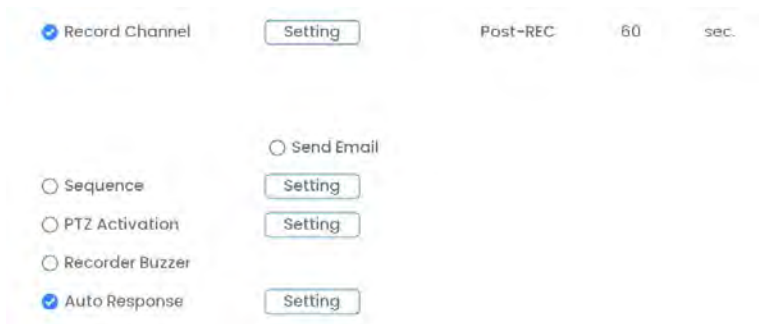 Record Channel Setting Post-REC 60 sec.
Send Email
Sequence Setting
PTZ Activation Setting
Recorder Buzzer
Auto Response Setting